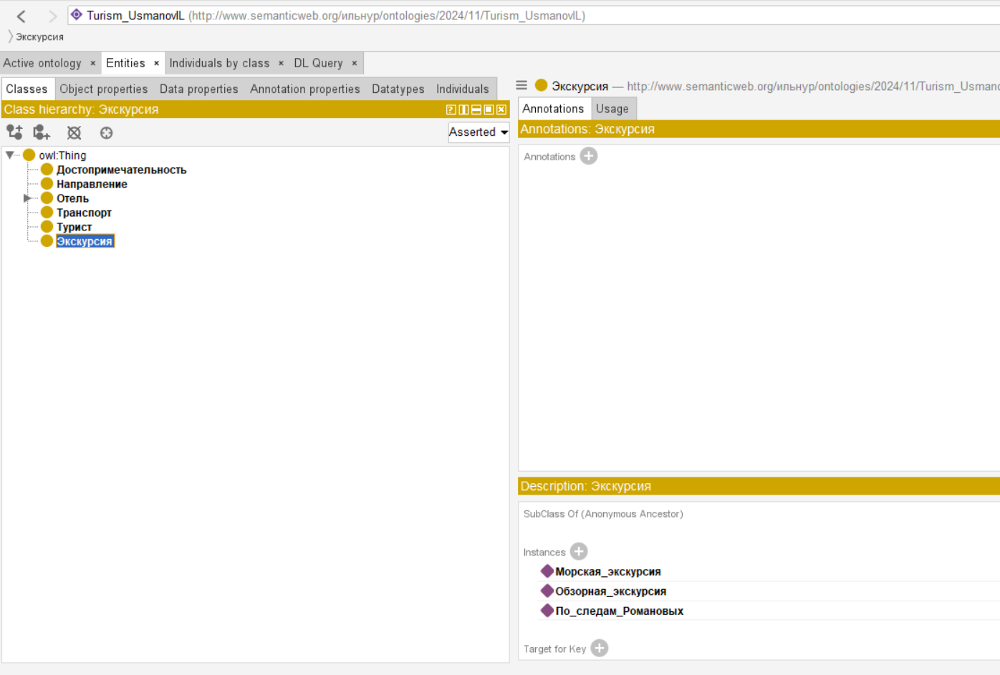 Turism_UsmanovIL (http://www.semanticweb.org/ильнур/ontologies/2024/11/Turism_UsmanovIL)
Экскурсия
Active ontology × Entities × Individuals by class × DL Query ×
Classes Object properties Data properties Annotation properties Datatypes Individuals
Class hierarchy: Экскурсия
Asserted
owl:Thing
Достопримечательность
Направление
Отель
Транспорт
Турист
Экскурсия
Экскурсия — http://www.semanticweb.org/ильнур/ontologies/2024/11/Turism_Usmano
Annotations Usage
Annotations: Экскурсия
Annotations
Description: Экскурсия
SubClass Of (Anonymous Ancestor)
Instances
Морская_экскурсия
Обзорная_экскурсия
По_следам_Романовых
Target for Key